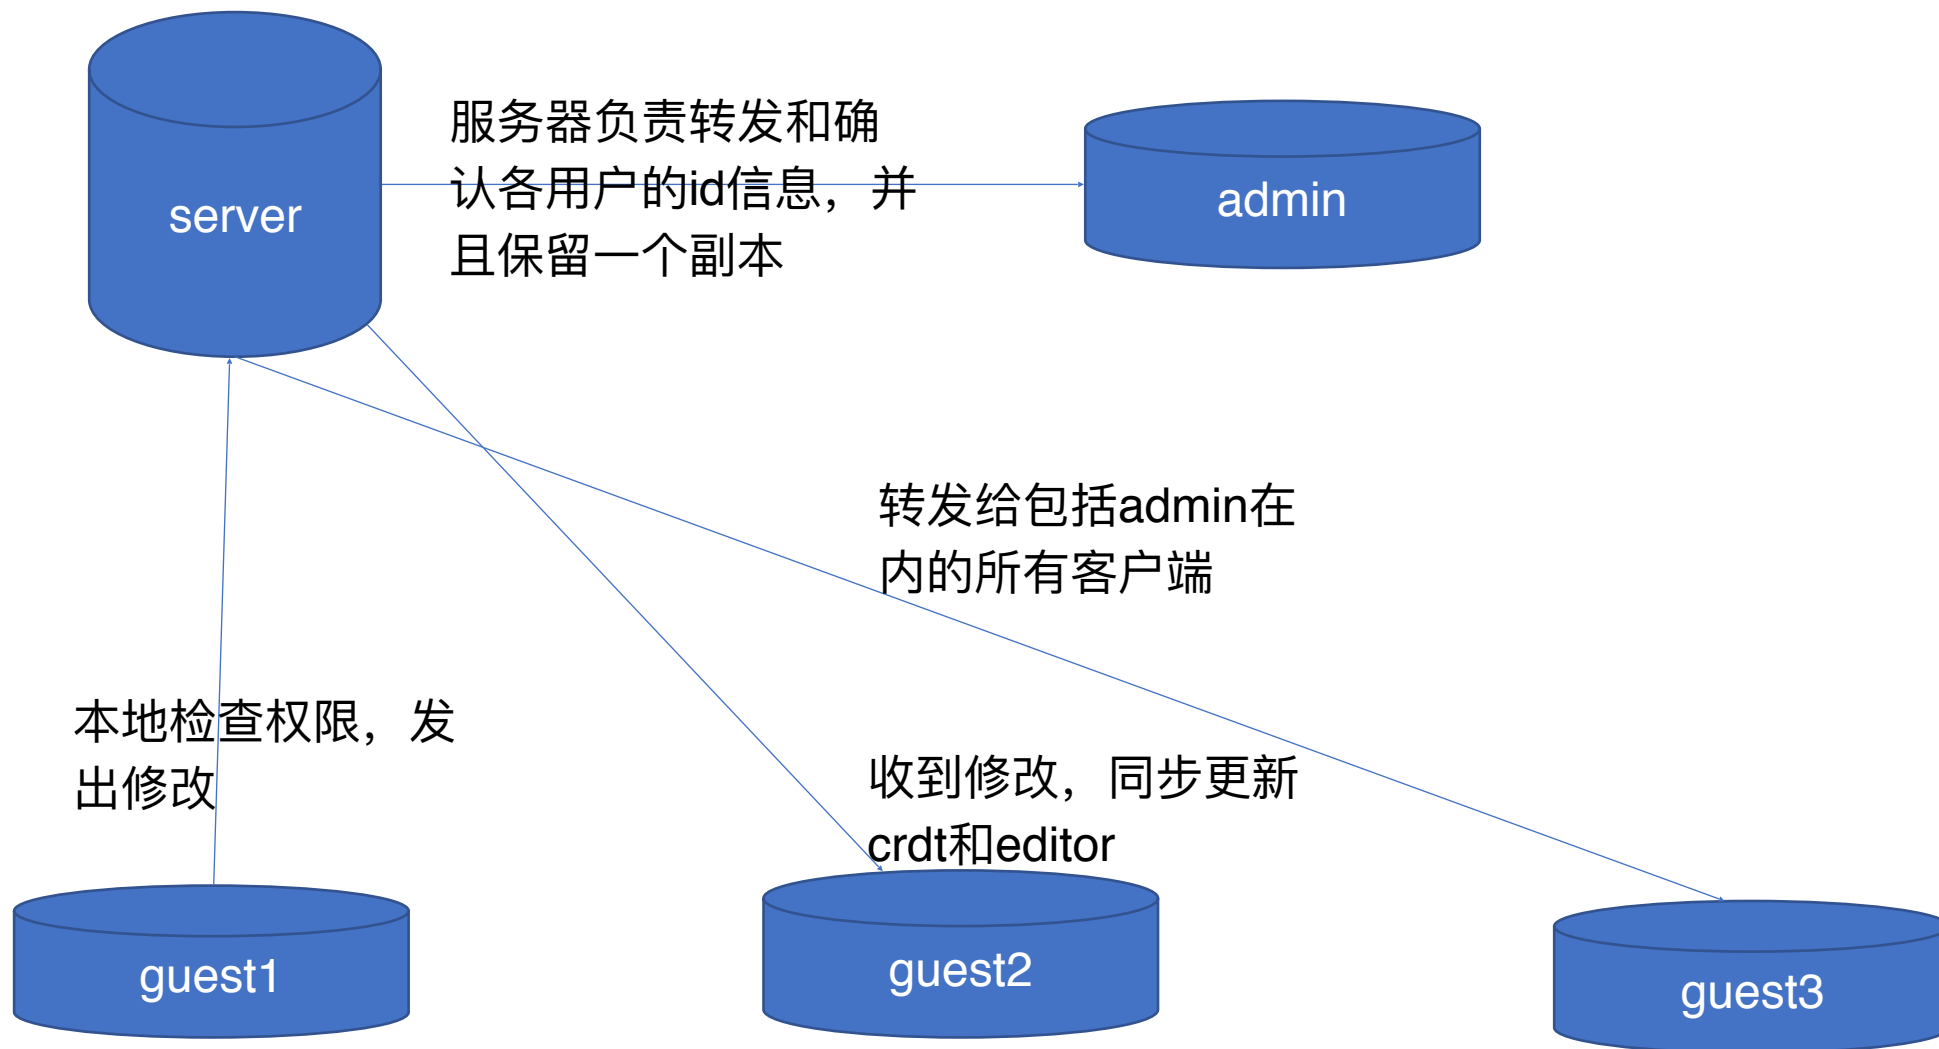 服务器负责转发和确
认各用户的id信息，并
且保留一个副本
server
admin
转发给包括admin在
内的所有客户端
本地检查权限，发
出修改
收到修改，同步更新
crdt和editor
guest1
guest2
guest3